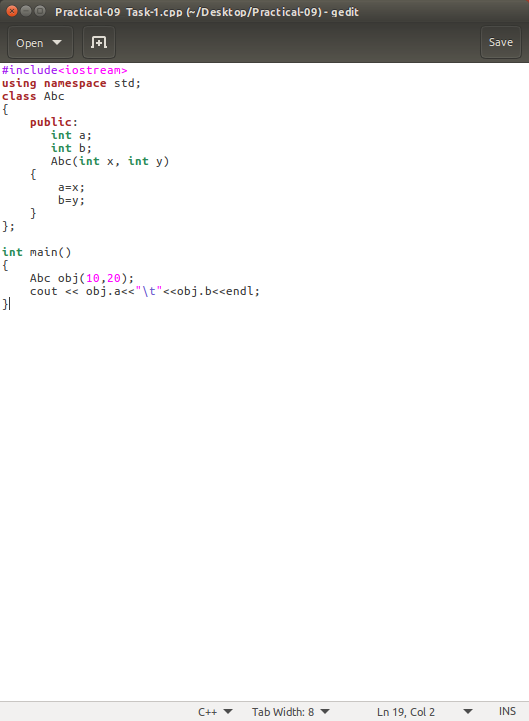 Practical-09 Task-1.cpp (~/Desktop/Practical-09) - gedit
Open
Save
#include<iostream>
using namespace std;
class Abc
{
    public:
       int a;
       int b;
       Abc(int x, int y)
    {
        a=x;
        b=y;
    }
};

int main()
{
    Abc obj(10,20);
    cout << obj.a<<"\t"<<obj.b<<endl;
}
C++ Tab Width: 8 Ln 19, Col 2 INS